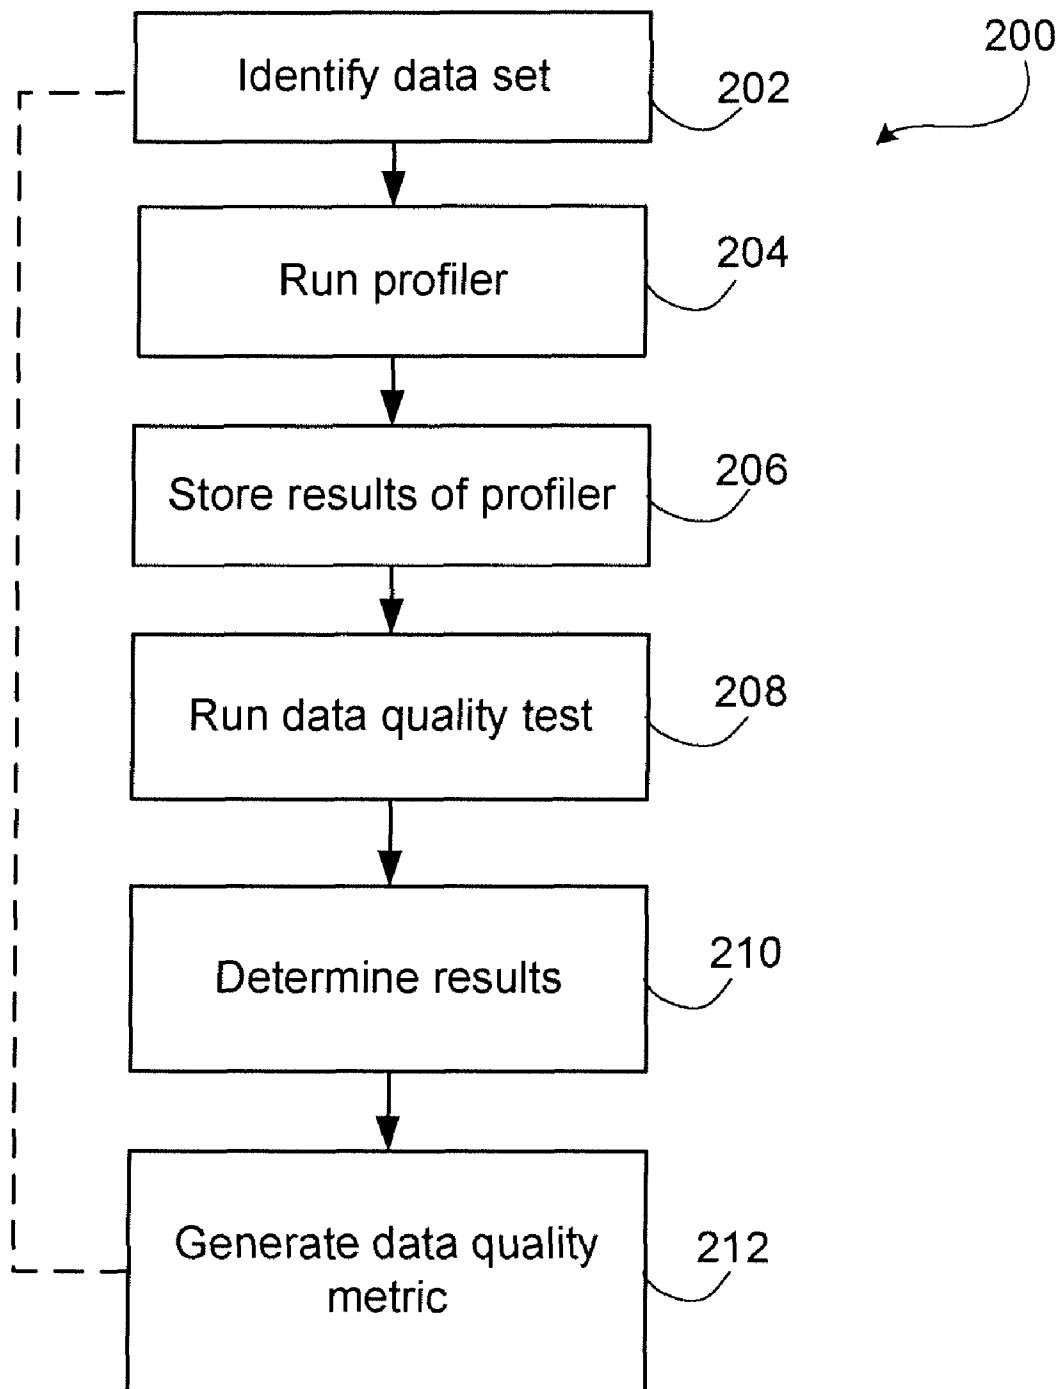 200
Identify data set
202
Run profiler
204
Store results of profiler
206
Run data quality test
208
Determine results
210
Generate data quality
metric
212